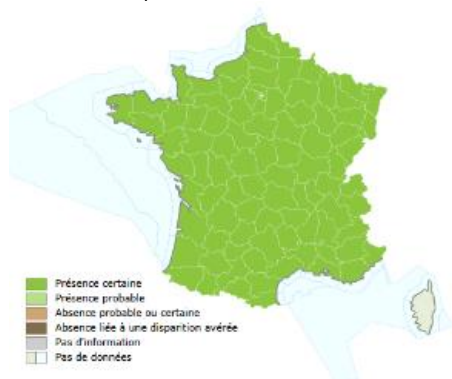 Présence certaine
Présence probable
Absence probable ou certaine
Absence liée à une disparition avérée
Pas d'information
Pas de données